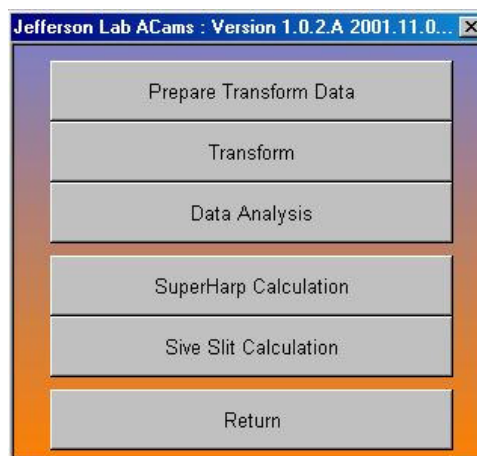 Jefferson Lab ACams : Version 1.0.2.A 2001.11.0...
Prepare Transform Data
Transform
Data Analysis
SuperHarp Calculation
Sive Slit Calculation
Return